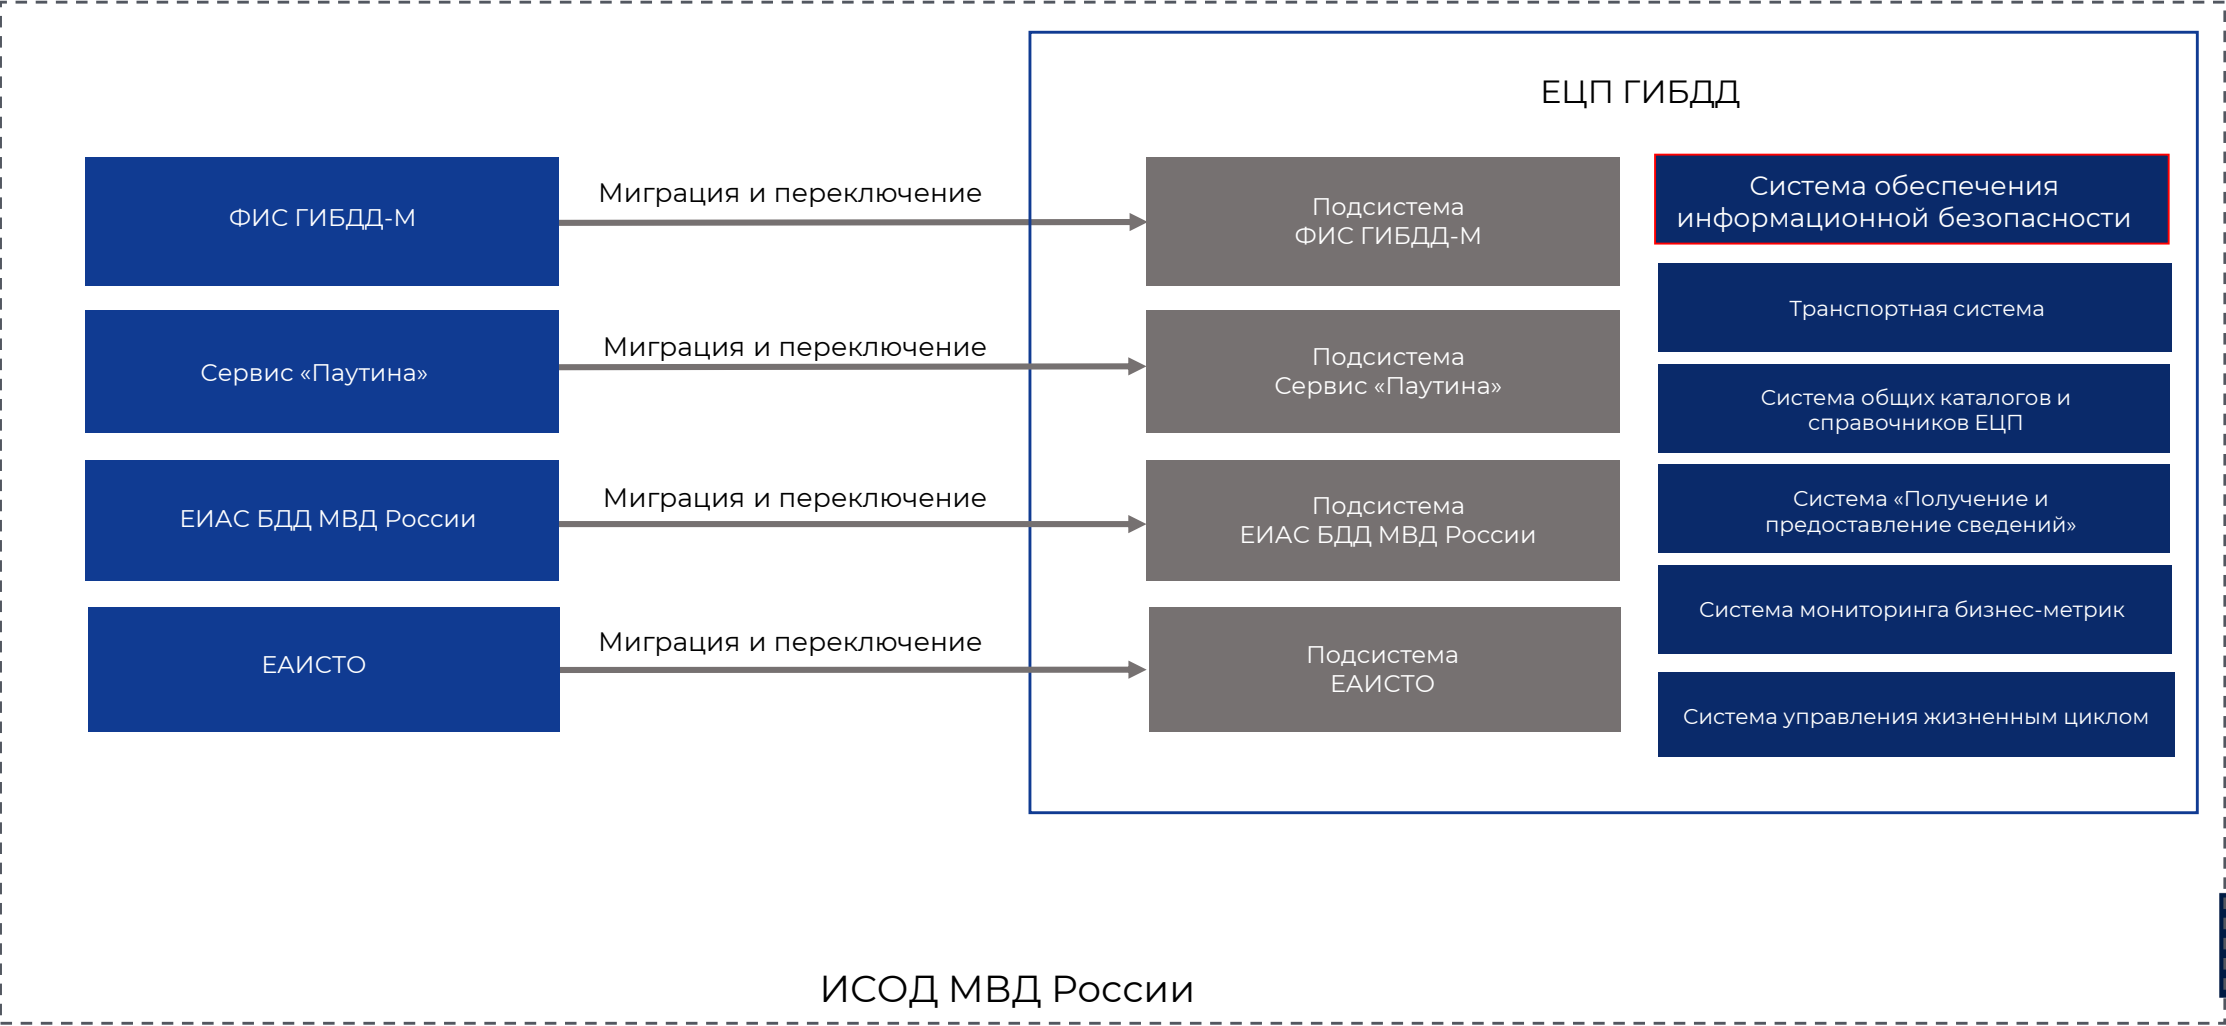 ЕЦП ГИБДД
ФИС ГИБДД-М
Миграция и переключение
Подсистема
ФИС ГИБДД-М
Система обеспечения
информационной безопасности
Транспортная система
Сервис «Паутина»
Миграция и переключение
Подсистема
Сервис «Паутина»
Система общих каталогов и
справочников ЕЦП
ЕИАС БДД МВД России
Миграция и переключение
Подсистема
ЕИАС БДД МВД России
Система «Получение и
предоставление сведений»
Система мониторинга бизнес-метрик
ЕАИСТО
Миграция и переключение
Подсистема
ЕАИСТО
Система управления жизненным циклом
ИСОД МВД России